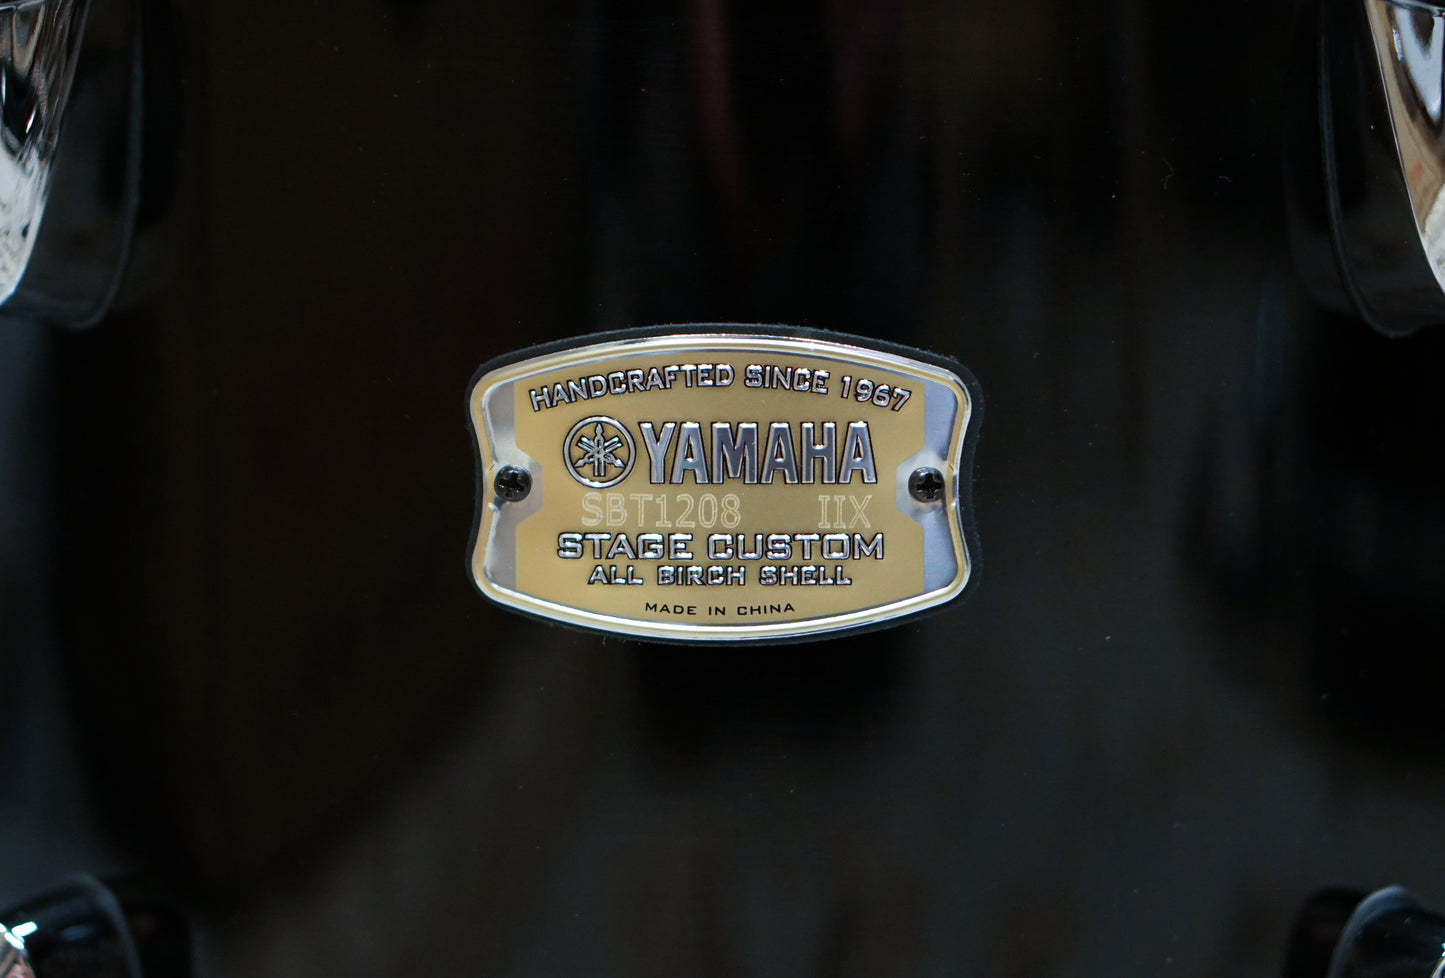 HANDCRAFTED SINCE 1967
YAMAHA
SBT1208 IIX
STAGE CUSTOM
ALL BIRCH SHELL
MADE IN CHINA